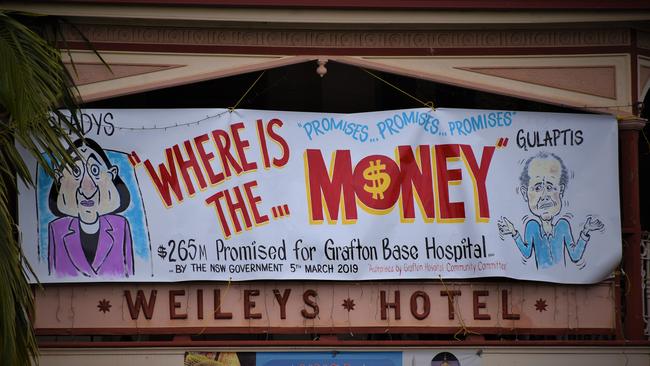 GLADYS
"PROMISES... PROMISES... PROMISES"
GULAPTIS
"WHERE IS
THE...
MONEY"
$
$265M Promised for Grafton Base Hospital...
...BY THE NSW GOVERNMENT 5TH MARCH 2019
Authorised by Grafton Hospital Community Committee
WEILEYS * HOTEL